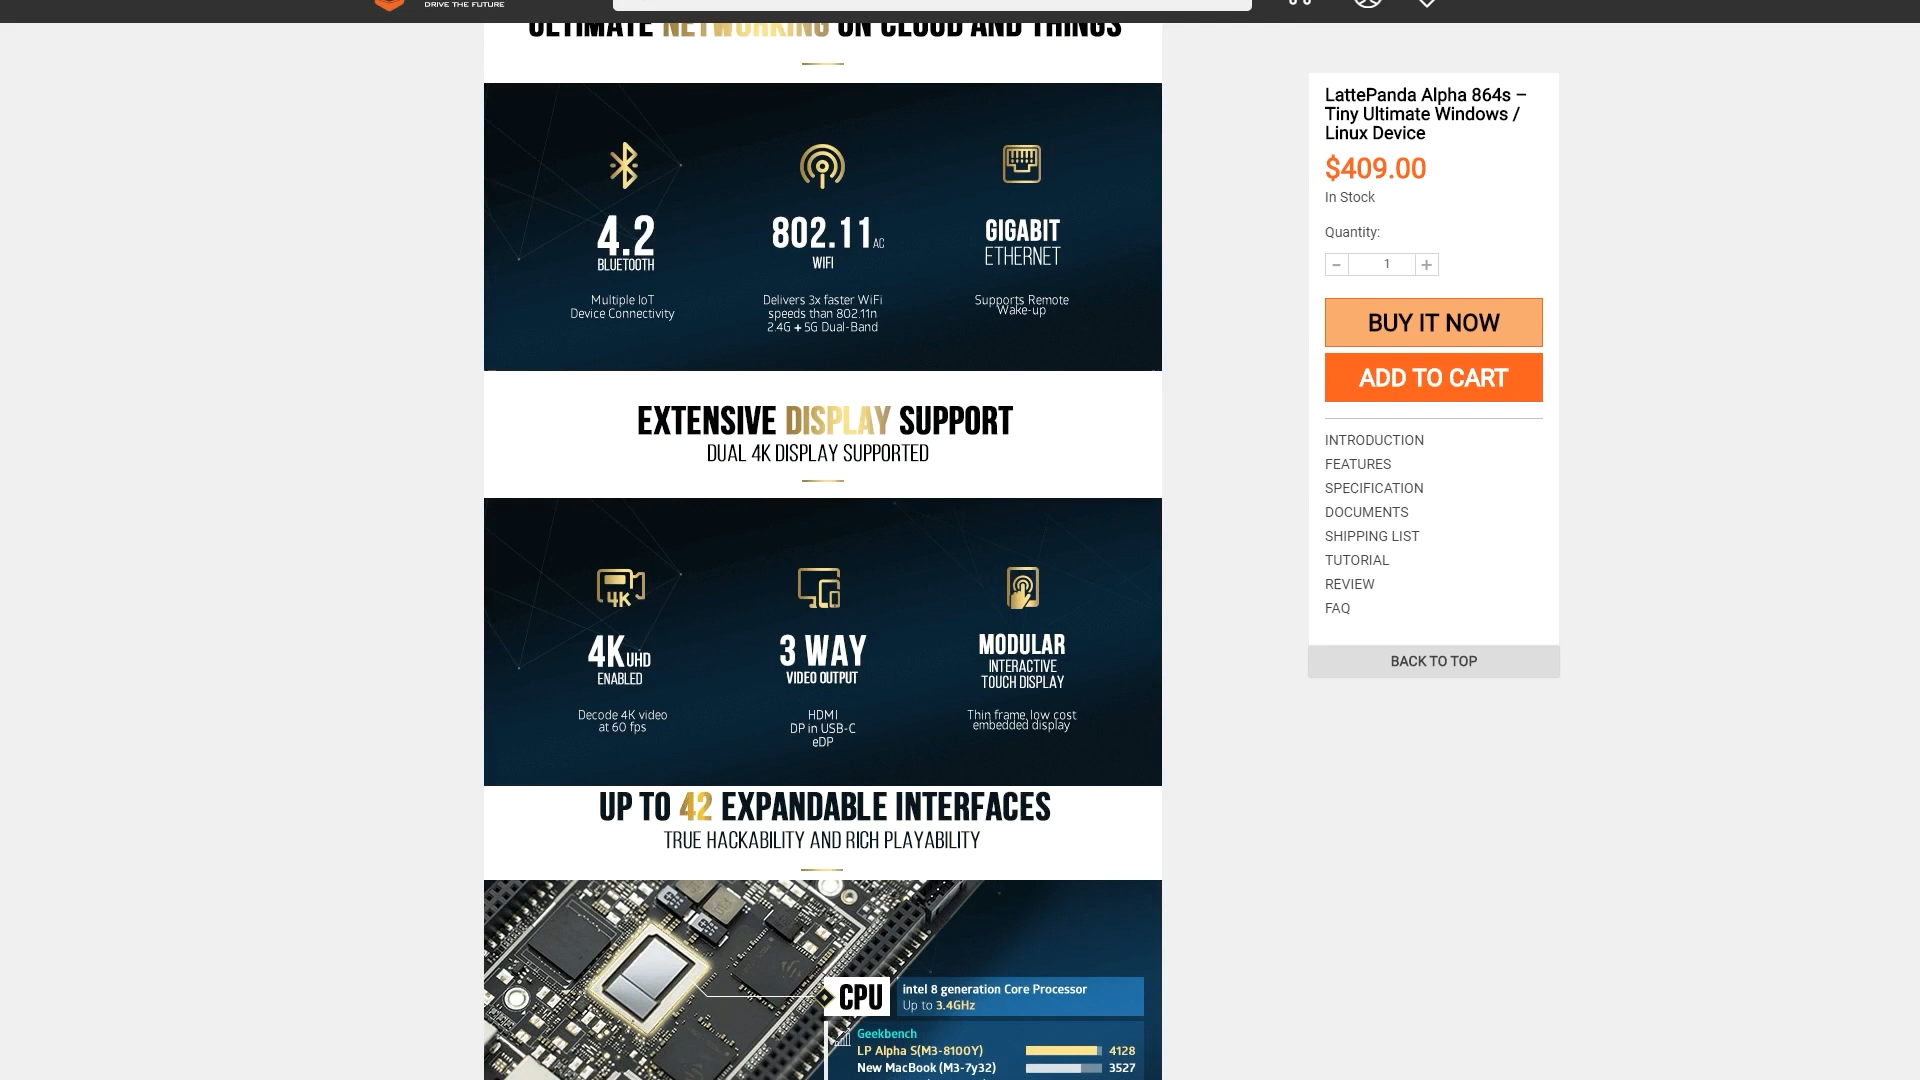 DRIVE THE FUTURE
ULTIMATE NETWORKING ON CLOUD AND THINGS
4.2
BLUETOOTH
Multiple IoT
Device Connectivity
802.11 AC
WIFI
Delivers 3x faster WiFi
speeds than 802.11n
2.4G + 5G Dual-Band
GIGABIT
ETHERNET
Supports Remote
Wake-up
EXTENSIVE DISPLAY SUPPORT
DUAL 4K DISPLAY SUPPORTED
4K
4K UHD
ENABLED
Decode 4K video
at 60 fps
3 WAY
VIDEO OUTPUT
HDMI
DP in USB-C
eDP
MODULAR
INTERACTIVE
TOUCH DISPLAY
Thin frame, low cost
embedded display
UP TO 42 EXPANDABLE INTERFACES
TRUE HACKABILITY AND RICH PLAYABILITY
CPU
intel 8 generation Core Processor
Up to 3.4GHz
Geekbench
LP Alpha S(M3-8100Y) 4128
New MacBook (M3-7y32) 3527
LattePanda Alpha 864s –
Tiny Ultimate Windows /
Linux Device
$409.00
In Stock
Quantity:
- 1 +
BUY IT NOW
ADD TO CART
INTRODUCTION
FEATURES
SPECIFICATION
DOCUMENTS
SHIPPING LIST
TUTORIAL
REVIEW
FAQ
BACK TO TOP